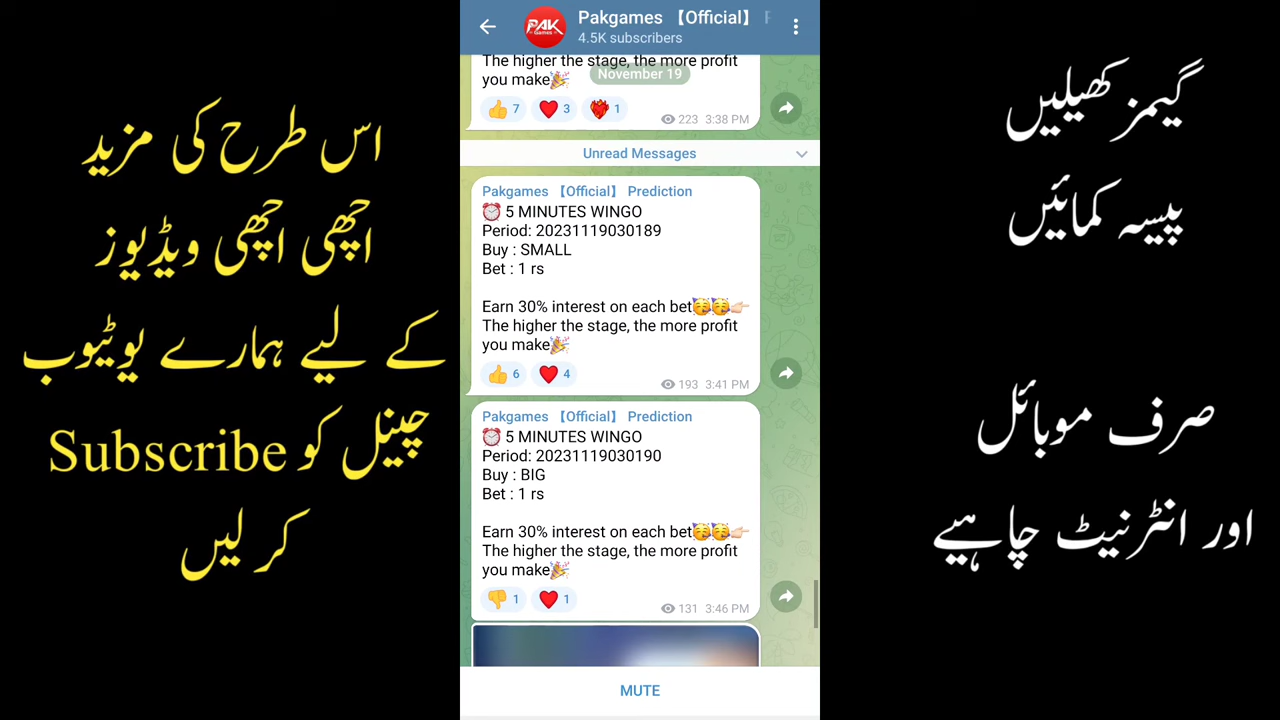 اس طرح کی مزید
اچھی اچھی ویڈیوز
کے لیے ہمارے یوٹیوب
چینل کو Subscribe
کر لیں
PAK
Games
Pakgames 【Official】 P
4.5K subscribers
The higher the stage, the more profit
November 19
you make🎉
👍 7 ❤️ 3 ❤️‍🔥 1 223 3:38 PM
Unread Messages
Pakgames 【Official】 Prediction
⏰ 5 MINUTES WINGO
Period: 20231119030189
Buy : SMALL
Bet : 1 rs
Earn 30% interest on each bet🥳🥳👉🏻
The higher the stage, the more profit
you make🎉
👍 6 ❤️ 4 193 3:41 PM
Pakgames 【Official】 Prediction
⏰ 5 MINUTES WINGO
Period: 20231119030190
Buy : BIG
Bet : 1 rs
Earn 30% interest on each bet🥳🥳👉🏻
The higher the stage, the more profit
you make🎉
👎 1 ❤️ 1 131 3:46 PM
MUTE
گیمز کھیلیں
پیسہ کمائیں
صرف موبائل
اور انٹرنیٹ چاہیے